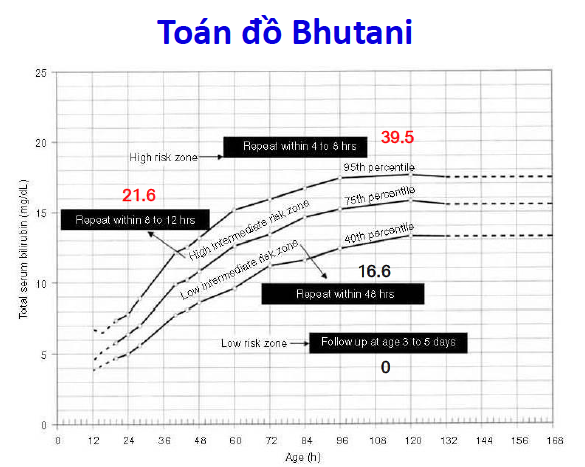 Toán đồ Bhutani
25
20
15
10
5
0
Total serum bilirubin (mg/dL)
39.5
Repeat within 4 to 8 hrs
High risk zone
95th percentile
21.6
Repeat within 8 to 12 hrs
High intermediate risk zone
75th percentile
Low intermediate risk zone
40th percentile
16.6
Repeat within 48 hrs
Low risk zone
Follow up at age 3 to 5 days
0
0 12 24 36 48 60 72 84 96 108 120 132 144 156 168
Age (h)